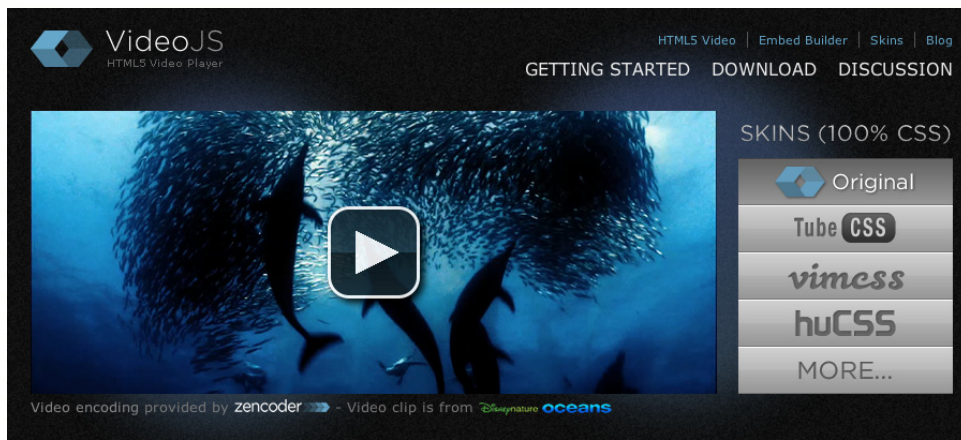 VideoJS
HTML5 Video Player
HTML5 Video | Embed Builder | Skins | Blog
GETTING STARTED DOWNLOAD DISCUSSION
SKINS (100% CSS)
Original
Tube CSS
vimcss
huCSS
MORE...
Video encoding provided by zencoder - Video clip is from Disneynature oceans